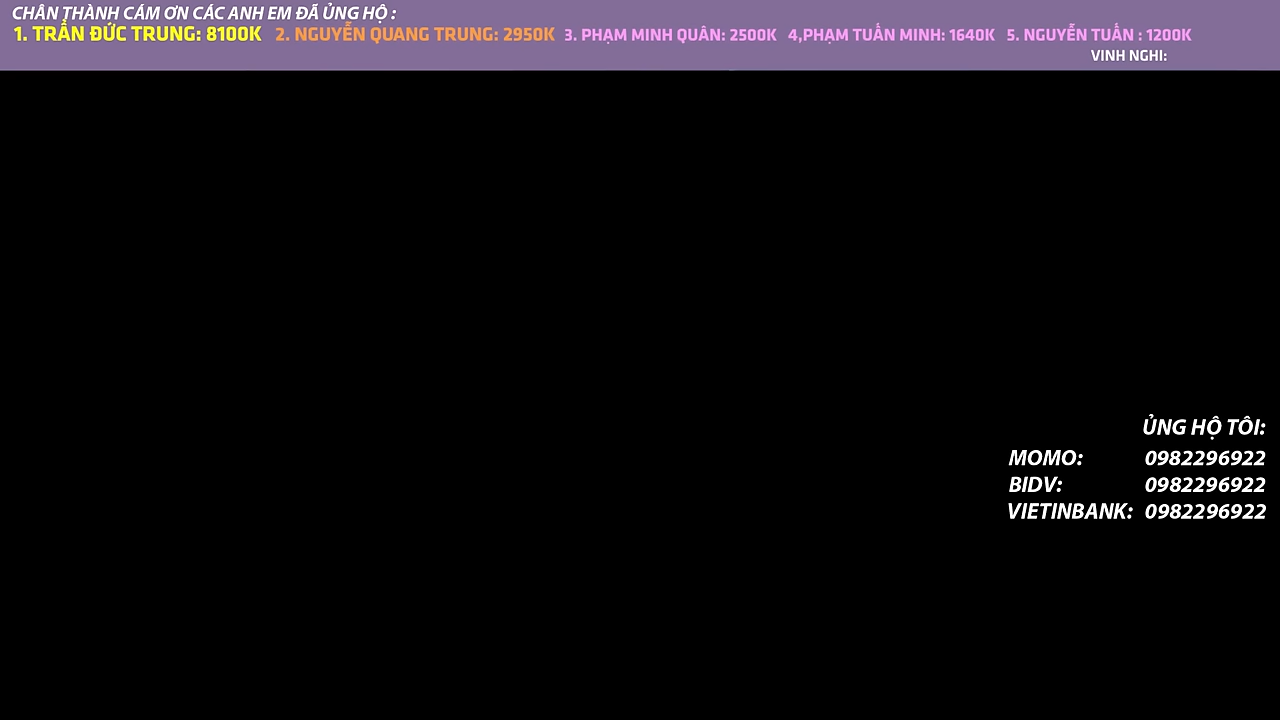 CHÂN THÀNH CÁM ƠN CÁC ANH EM ĐÃ ỦNG HỘ :
1. TRẦN ĐỨC TRUNG: 8100K 2. NGUYỄN QUANG TRUNG: 2950K 3. PHẠM MINH QUÂN: 2500K 4,PHẠM TUẤN MINH: 1640K 5. NGUYỄN TUẤN : 1200K
VINH NGHI:
ỦNG HỘ TÔI:
MOMO: 0982296922
BIDV: 0982296922
VIETINBANK: 0982296922